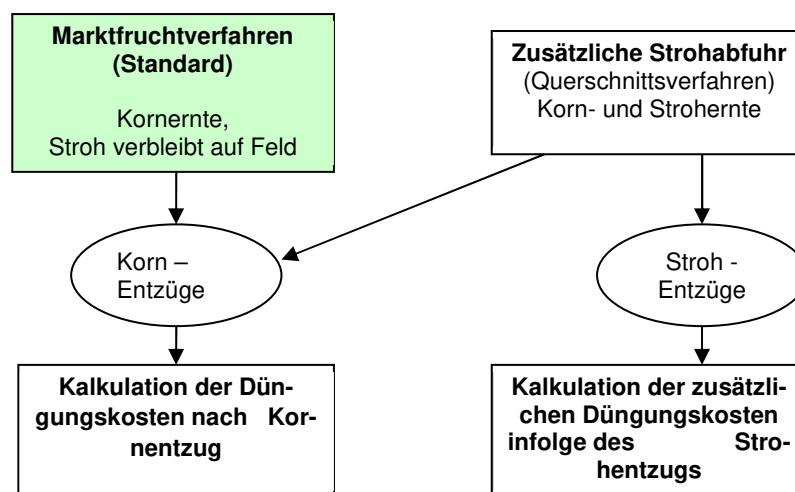 Marktfruchtverfahren
(Standard)
Kornernte,
Stroh verbleibt auf Feld
Zusätzliche Strohabfuhr
(Querschnittsverfahren)
Korn- und Strohernte
Korn –
Entzüge
Stroh -
Entzüge
Kalkulation der Dün-
gungskosten nach Kor-
nentzug
Kalkulation der zusätzli-
chen Düngungskosten
infolge des Stro-
hentzugs